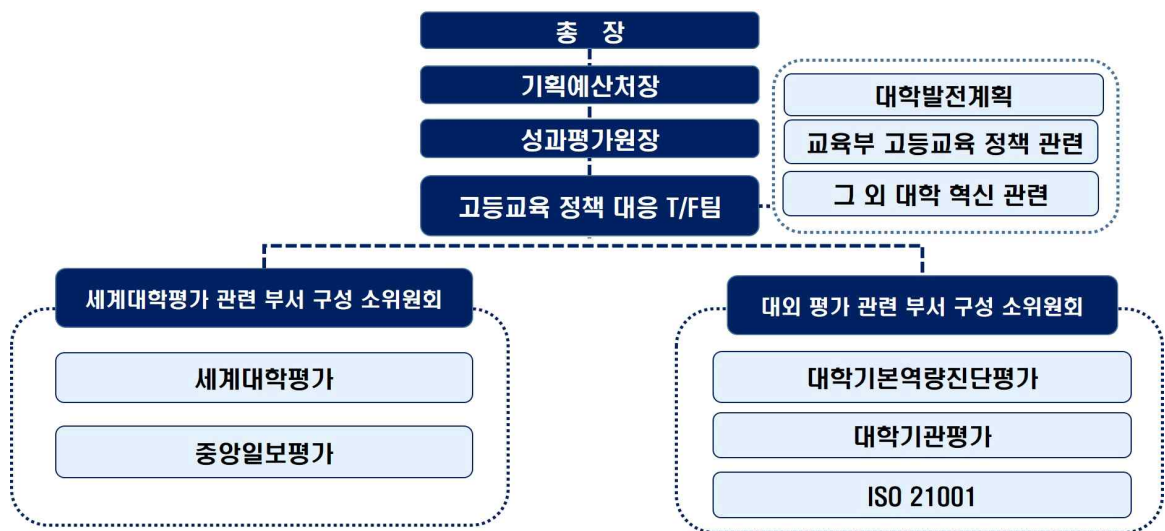 총 장
기획예산처장
성과평가원장
고등교육 정책 대응 T/F팀
대학발전계획
교육부 고등교육 정책 관련
그 외 대학 혁신 관련
세계대학평가 관련 부서 구성 소위원회
세계대학평가
중앙일보평가
대외 평가 관련 부서 구성 소위원회
대학기본역량진단평가
대학기관평가
ISO 21001